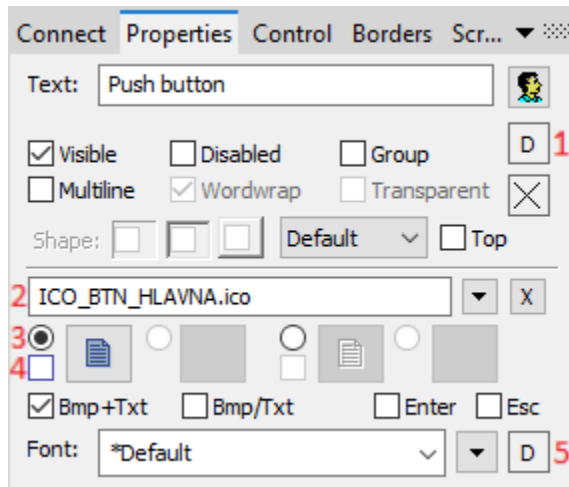 Connect Properties Control Borders Scr...
Text: Push button
Visible Disabled Group D 1
Multiline Wordwrap Transparent
Shape: Default Top
2 ICO_BTN_HLAVNA.ico X
3
4
Bmp+Txt Bmp/Txt Enter Esc
Font: *Default D 5